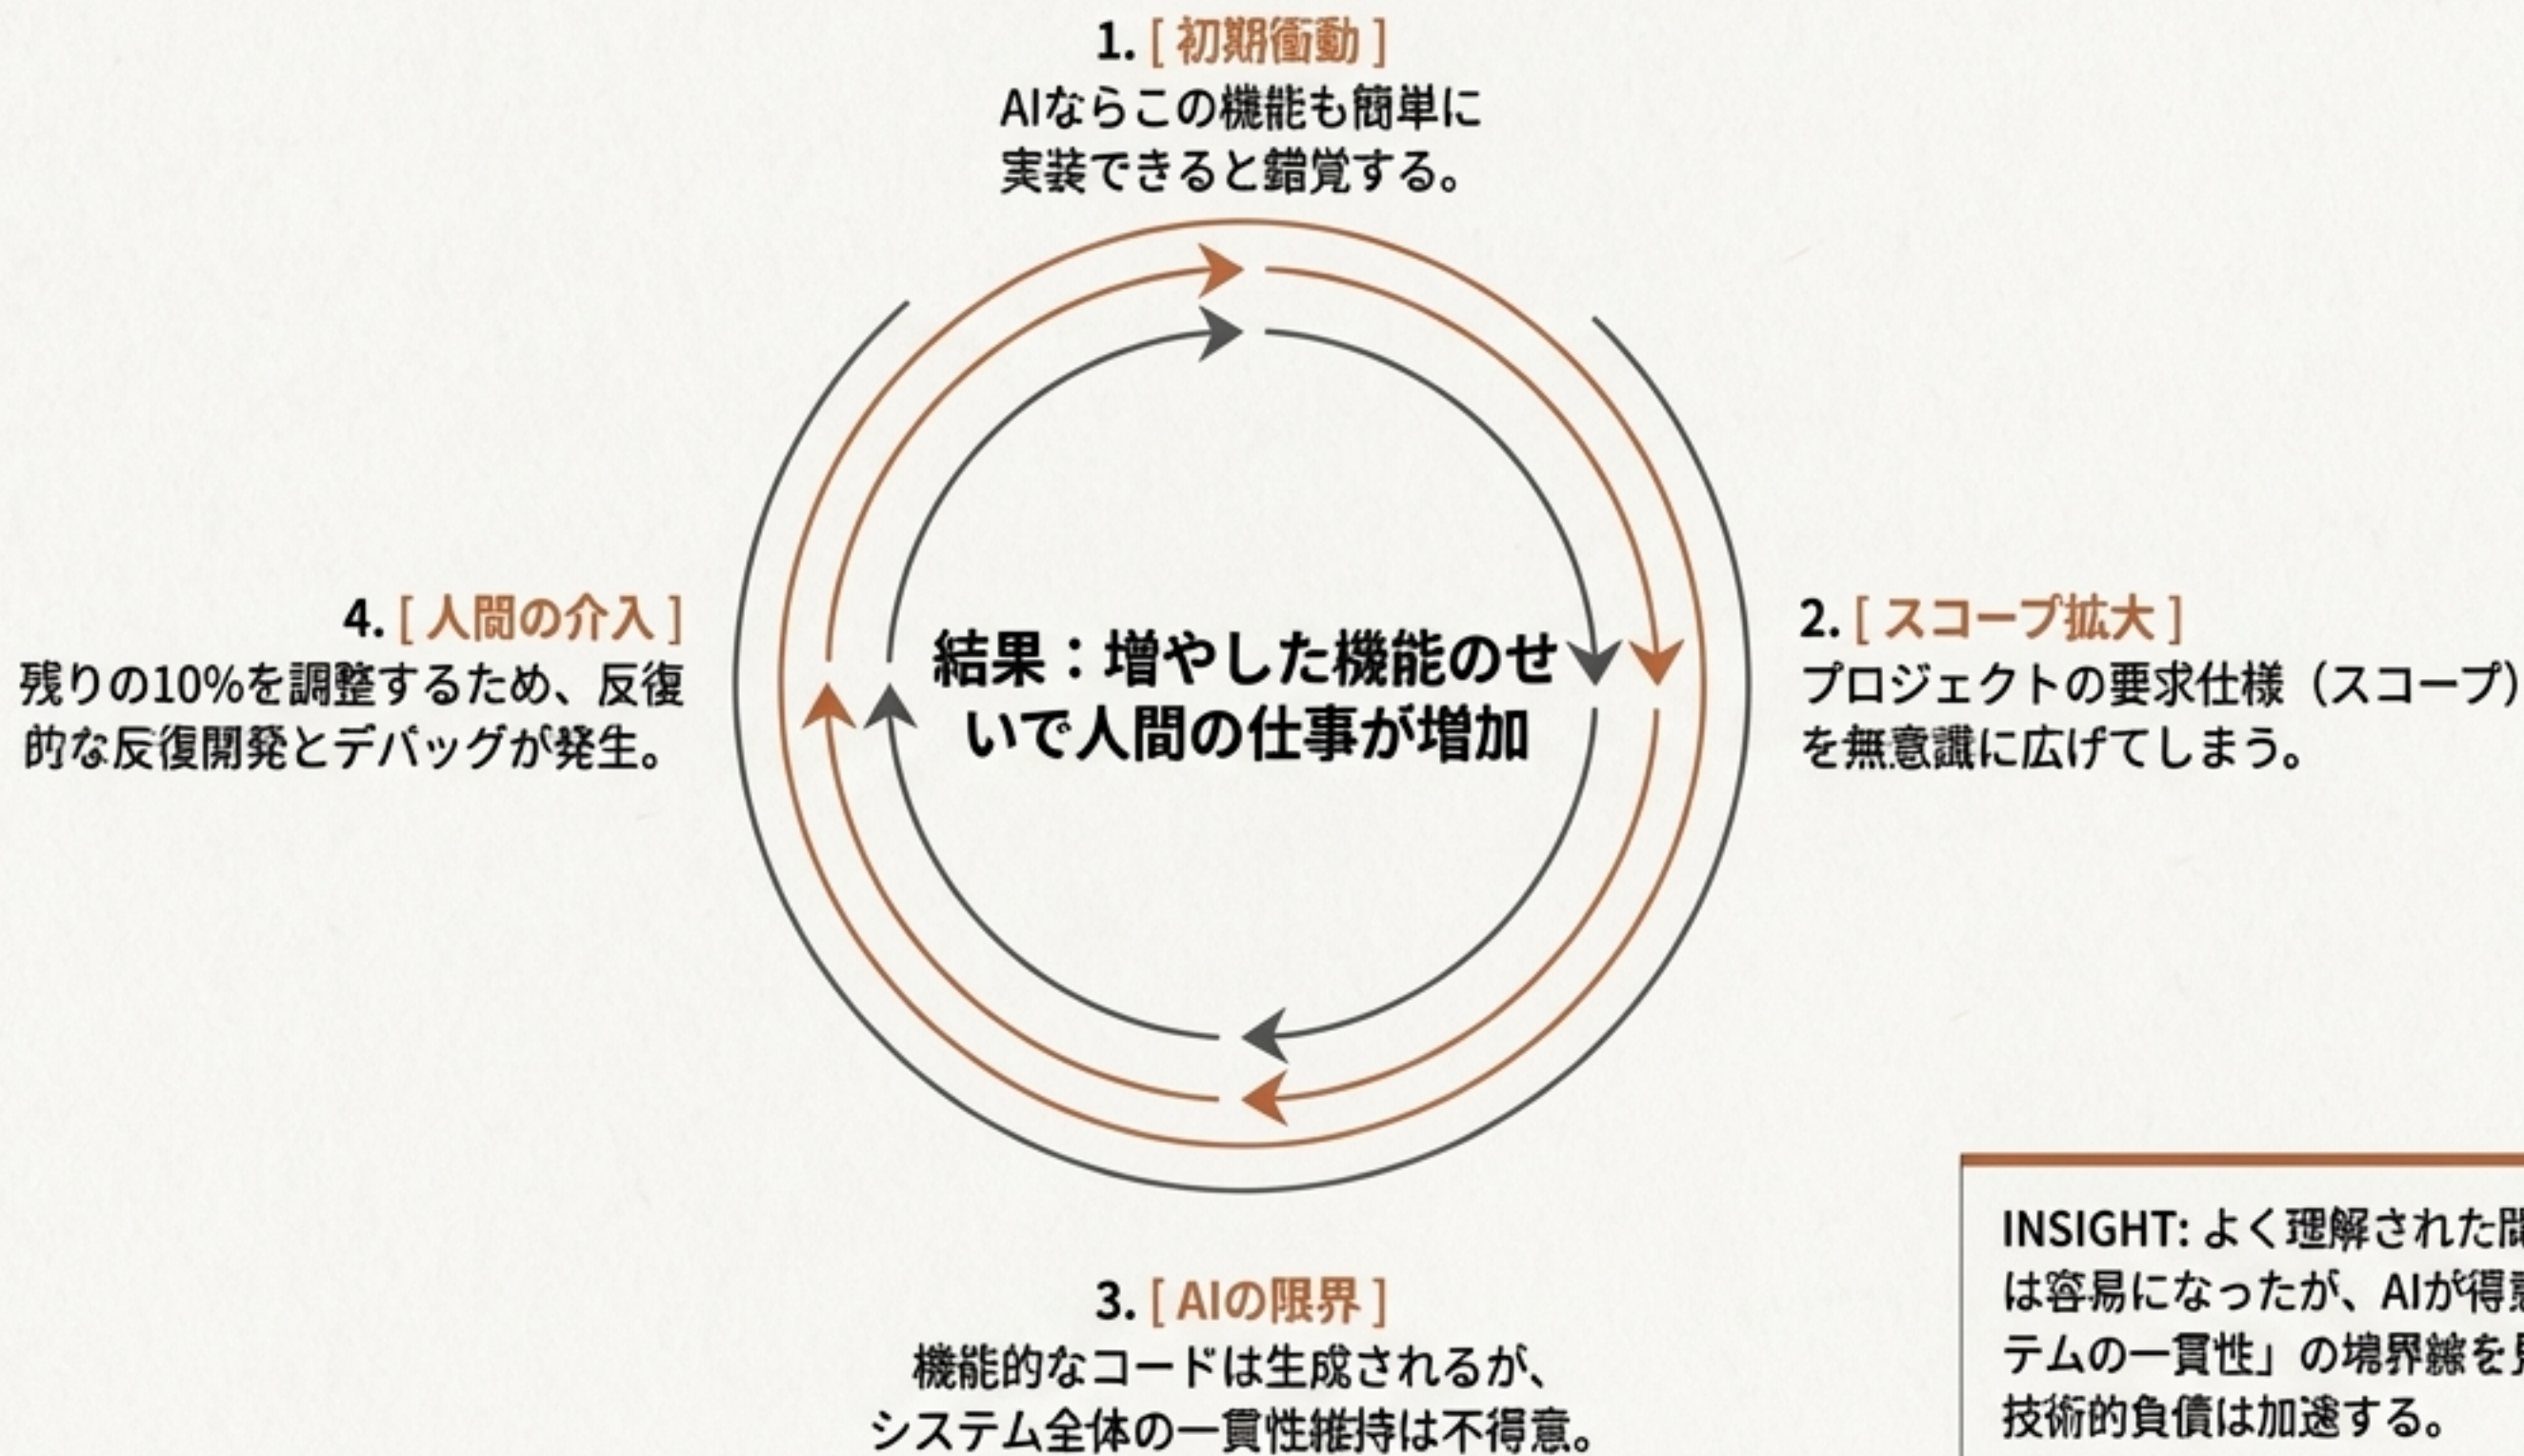 1. [ 初期衝動 ]
AIならこの機能も簡単に
実装できると錯覚する。
4. [ 人間の介入 ]
残りの10%を調整するため、反復
的な反復開発とデバッグが発生。
結果：増やした機能のせ
いで人間の仕事が増加
2. [ スコープ拡大 ]
プロジェクトの要求仕様（スコープ）
を無意識に広げてしまう。
3. [ AIの限界 ]
機能的なコードは生成されるが、
システム全体の一貫性維持は不得意。
INSIGHT: よく理解された
は容易になったが、AIが得
テムの一貫性」の境界線を
技術的負債は加速する。